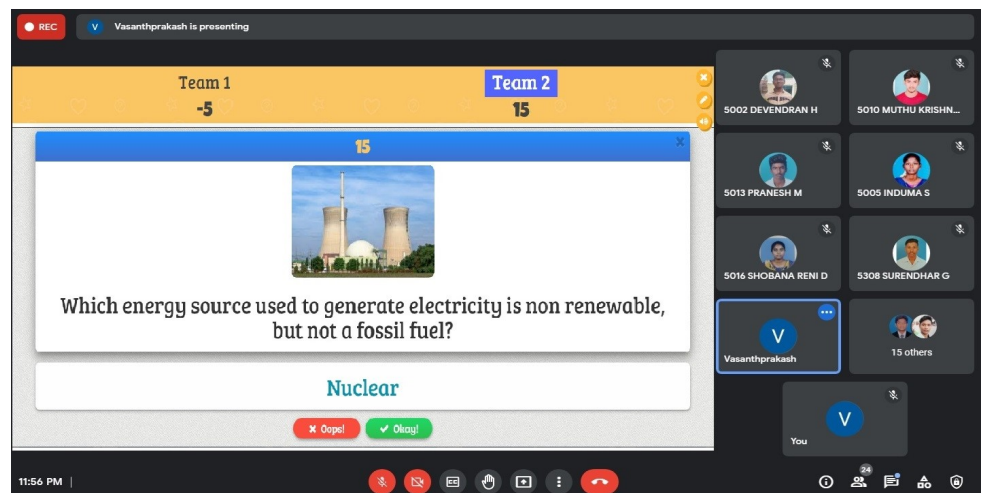 REC
V
Vasanthprakash is presenting
Team 1
-5
Team 2
15
15
Which energy source used to generate electricity is non renewable,
but not a fossil fuel?
Nuclear
Oops!
Okay!
5002 DEVENDRAN H
5010 MUTHU KRISHN...
5013 PRANESH M
5005 INDUMA S
5016 SHOBANA RENI D
5308 SURENDHAR G
V
Vasanthprakash
15 others
V
You
11:56 PM
CC
24